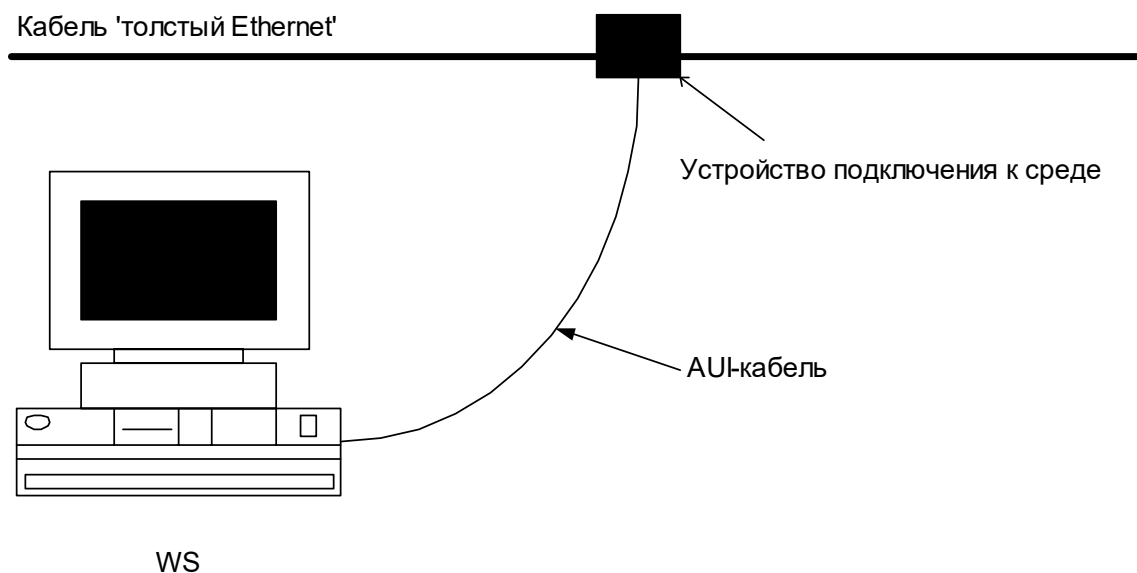 Кабель 'толстый Ethernet'
Устройство подключения к среде
AUI-кабель
WS